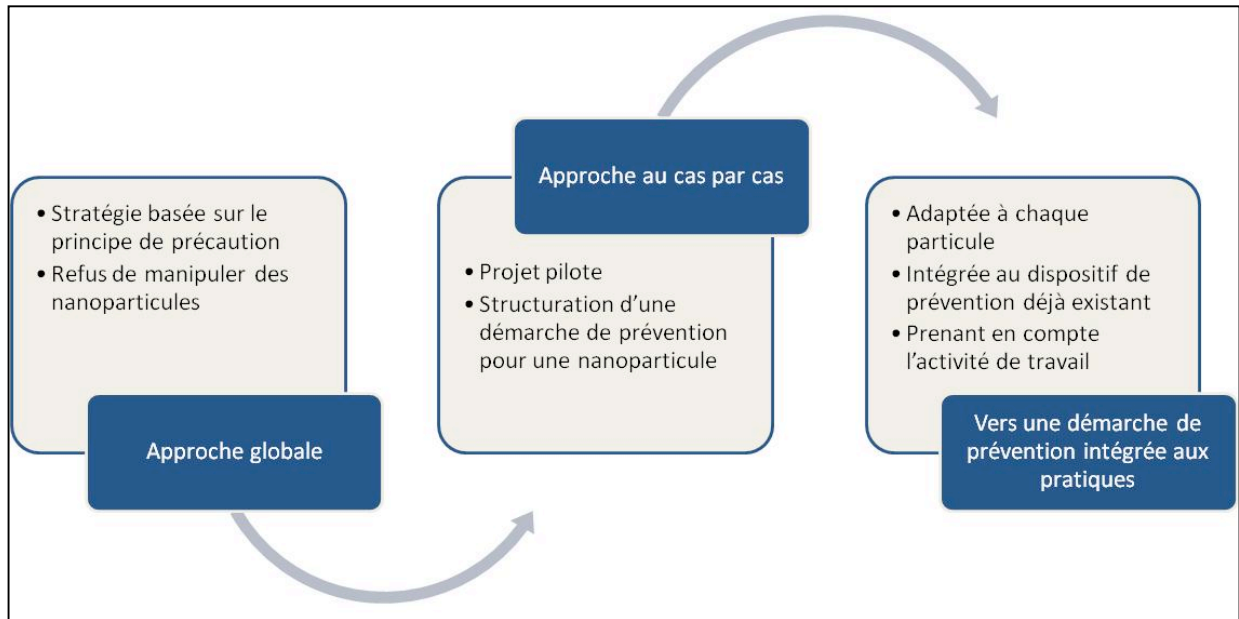 • Stratégie basée sur le
principe de précaution
• Refus de manipuler des
nanoparticules
Approche globale
Approche au cas par cas
• Projet pilote
• Structuration d’une
démarche de prévention
pour une nanoparticule
• Adaptée à chaque
particule
• Intégrée au dispositif de
prévention déjà existant
• Prenant en compte
l’activité de travail
Vers une démarche de
prévention intégrée aux
pratiques